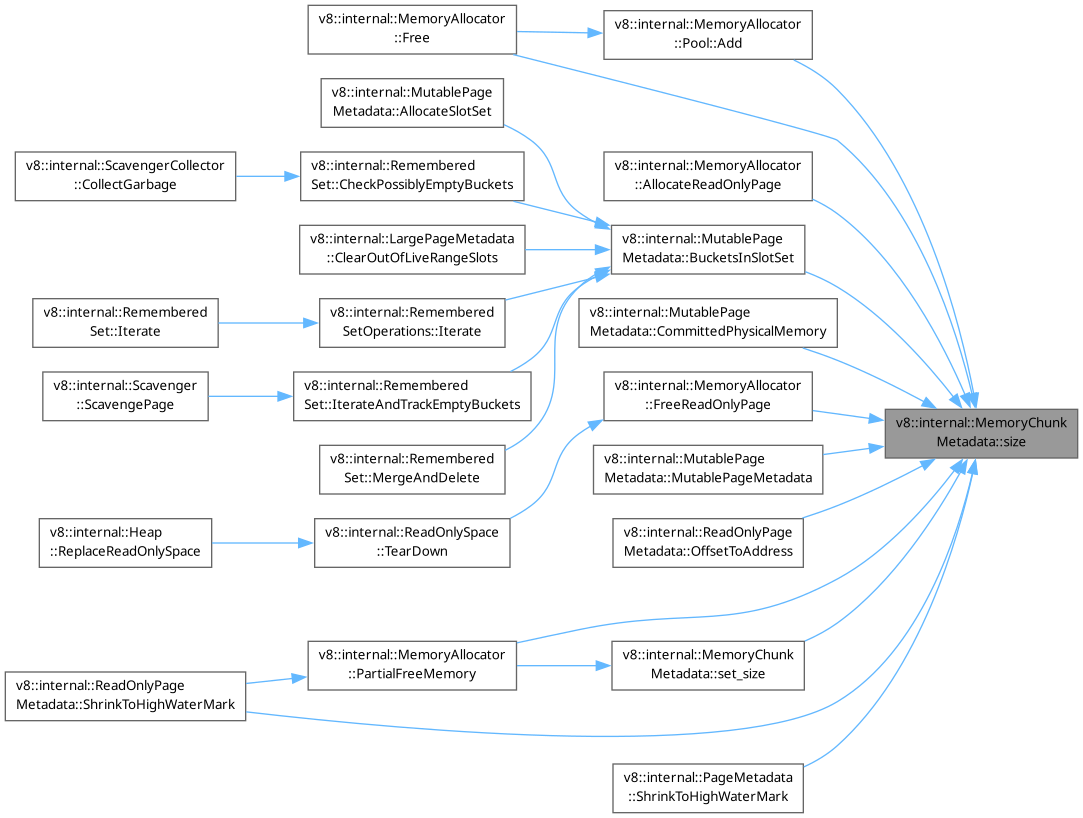 v8::internal::MemoryAllocator
::Free
v8::internal::MemoryAllocator
::Pool::Add
v8::internal::MutablePage
Metadata::AllocateSlotSet
v8::internal::ScavengerCollector
::CollectGarbage
v8::internal::Remembered
Set::CheckPossiblyEmptyBuckets
v8::internal::MemoryAllocator
::AllocateReadOnlyPage
v8::internal::LargePageMetadata
::ClearOutOfLiveRangeSlots
v8::internal::MutablePage
Metadata::BucketsInSlotSet
v8::internal::Remembered
Set::Iterate
v8::internal::Remembered
SetOperations::Iterate
v8::internal::MutablePage
Metadata::CommittedPhysicalMemory
v8::internal::Scavenger
::ScavengePage
v8::internal::Remembered
Set::IterateAndTrackEmptyBuckets
v8::internal::MemoryAllocator
::FreeReadOnlyPage
v8::internal::MemoryChunk
Metadata::size
v8::internal::Remembered
Set::MergeAndDelete
v8::internal::MutablePage
Metadata::MutablePageMetadata
v8::internal::Heap
::ReplaceReadOnlySpace
v8::internal::ReadOnlySpace
::TearDown
v8::internal::ReadOnlyPage
Metadata::OffsetToAddress
v8::internal::MemoryAllocator
::PartialFreeMemory
v8::internal::MemoryChunk
Metadata::set_size
v8::internal::ReadOnlyPage
Metadata::ShrinkToHighWaterMark
v8::internal::PageMetadata
::ShrinkToHighWaterMark